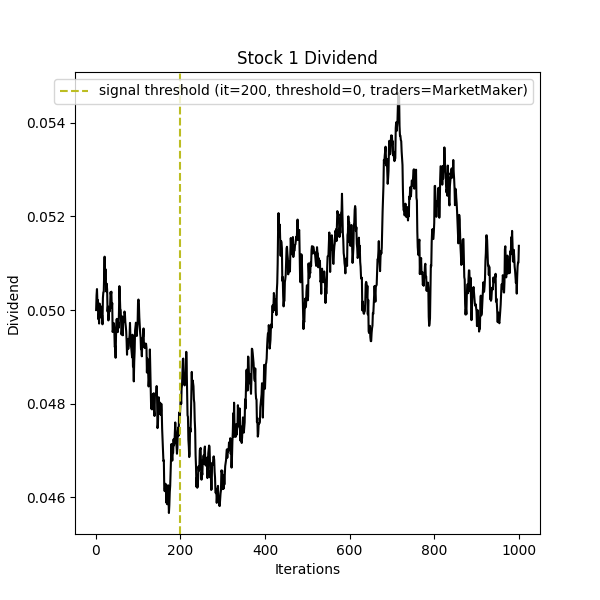 Stock 1 Dividend
signal threshold (it=200, threshold=0, traders=MarketMaker)
0.054
0.052
0.050
0.048
0.046
Dividend
0 200 400 600 800 1000
Iterations